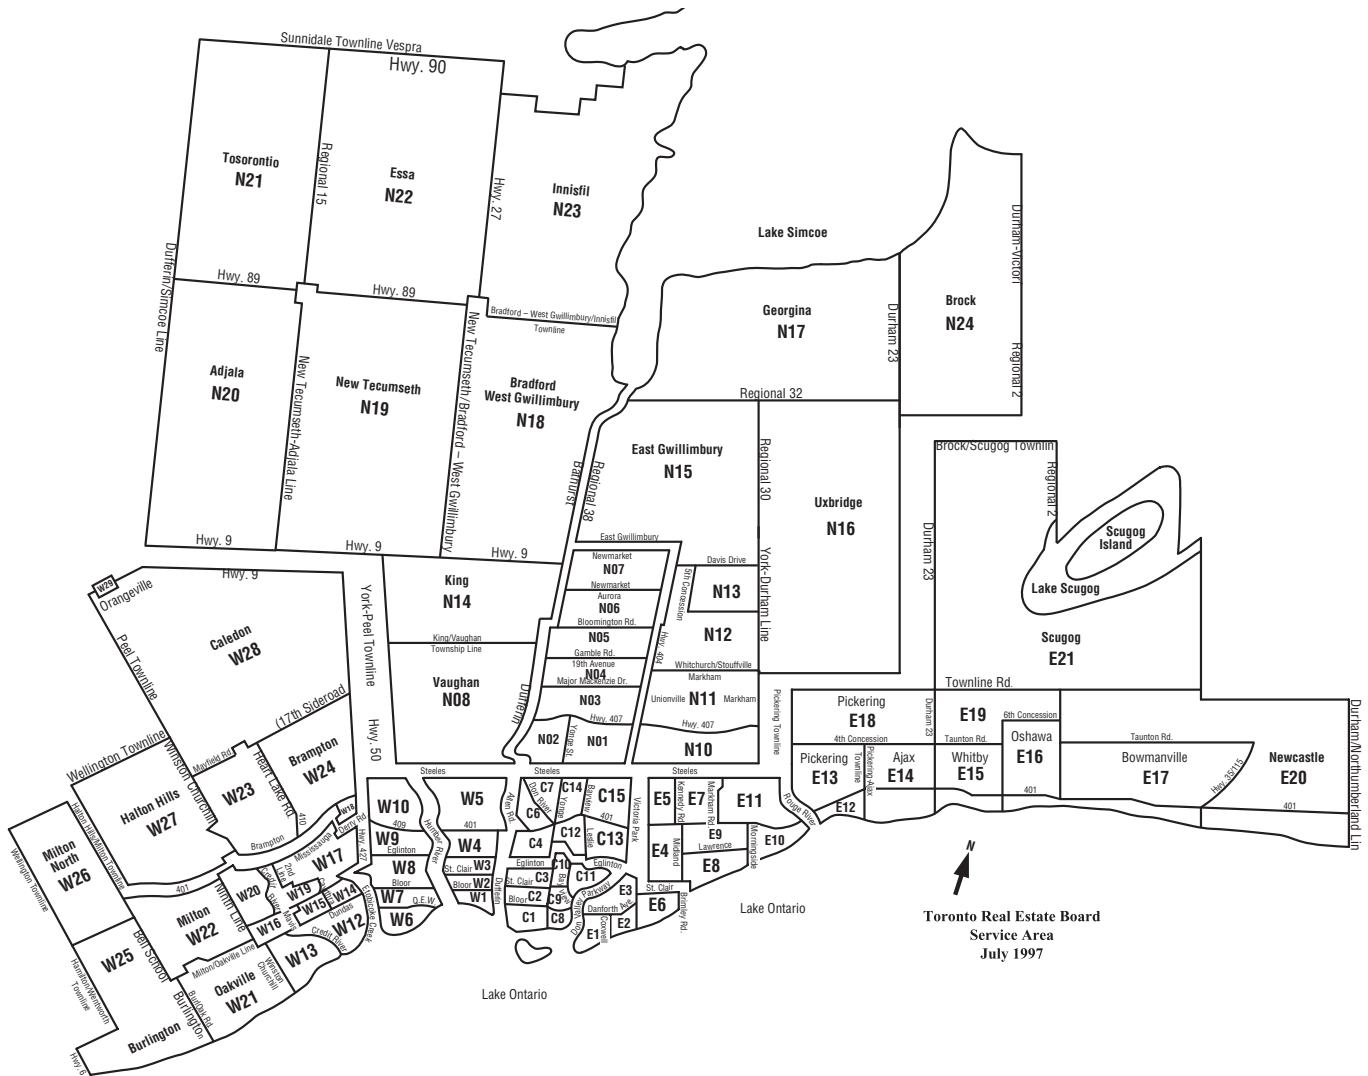 Sunnidale Townline Vespra
Hwy. 90
Tosorontio
N21
Regional 15
Essa
N22
Hwy. 27
Innisfil
N23
Lake Simcoe
Dufferin/Simcoe Line
Hwy. 89
Hwy. 89
Bradford – West Gwillimbury/Innisfil
Townline
Georgina
N17
Durham 23
Brock
N24
Durham-Victori
Regional 2
Adjala
N20
New Tecumseth-Adjala Line
New Tecumseth
N19
New Tecumseth/Bradford – West Gwillimbury
Bradford
West Gwillimbury
N18
Regional 32
Bathurst
Regional 38
East Gwillimbury
N15
Regional 30
Uxbridge
N16
Brock/Scugog Townlin
Regional 2
Durham 23
Scugog
Island
Lake Scugog
Scugog
E21
Hwy. 9
Hwy. 9
Hwy. 9
East Gwillimbury
Newmarket
N07
Newmarket
Aurora
N06
Bloomington Rd.
N05
Gamble Rd.
19th Avenue
N04
Major Mackenzie Dr.
N03
Hwy. 407
N02
Yonge St.
N01
Davis Drive
5th Concession
N13
Hwy. 404
N12
York-Durham Line
Whitchurch/Stouffville
Markham
Unionville
N11
Markham
Hwy. 407
N10
King
N14
King/Vaughan
Township Line
Vaughan
N08
Dufferin
W29
Orangeville
Hwy. 9
Peel Townline
Caledon
W28
York-Peel Townline
Hwy. 50
(17th Sideroad
Wellington Townline
Winston Churchill
Mayfield Rd
Heart Lake Rd
Brampton
W24
W23
410
Halton Hills
W27
Halton Hills/Milton Townline
Milton
North
W26
Wellington Townline
Brampton
401
W18
Derry Rd
Hwy. 427
Mississauga
W17
2nd
Line
W19
W20
Credit
River
Mavis
W15
W14
Dundas
W16
W12
Credit River
W13
Etobicoke Creek
Ninth Line
Milton
W22
Milton/Oakville Line
Winston
Churchill
Oakville
W21
BurlOak Rd.
Bell School
Burlington
W25
Hamilton/Wentworth
Townline
Burlington
Hwy. 6
Steeles
Steeles
Steeles
W10
409
W9
Eglinton
W8
Bloor
W7
Q.E.W.
W6
Humber River
W5
401
W4
St. Clair
W3
Bloor
W2
W1
Dufferin
Allen Rd.
C7
Don River
C6
C14
Yonge
Bayview
C15
401
C4
C12
Leslie
C13
Victoria Park
Eglinton
C10
Eglinton
St. Clair
C3
Bay
view
C11
Bloor
C2
C9
C1
C8
Don Valley Parkway
E3
Danforth Ave.
E1
Coxwell
E2
St. Clair
E6
Brimley Rd.
E5
Kennedy Rd
E7
Markham Rd
E11
Rouge River
E4
Midland
E9
Lawrence
E8
Morningside
E10
Pickering Townline
Townline Rd.
Pickering
E18
4th Concession
Durham 23
E19
6th Concession
Taunton Rd.
Taunton Rd.
Pickering
E13
Townline
Pickering-Ajax
E12
Ajax
E14
Whitby
E15
Oshawa
E16
401
Bowmanville
E17
Hwy. 35/115
Newcastle
E20
401
Durham/Northumberland Lin
Lake Ontario
Lake Ontario
N
Toronto Real Estate Board
Service Area
July 1997